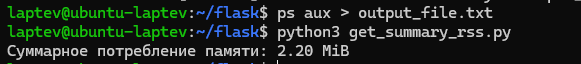 laptev@ubuntu-laptev:~/flask$ ps aux > output_file.txt
laptev@ubuntu-laptev:~/flask$ python3 get_summary_rss.py
Суммарное потребление памяти: 2.20 MiB